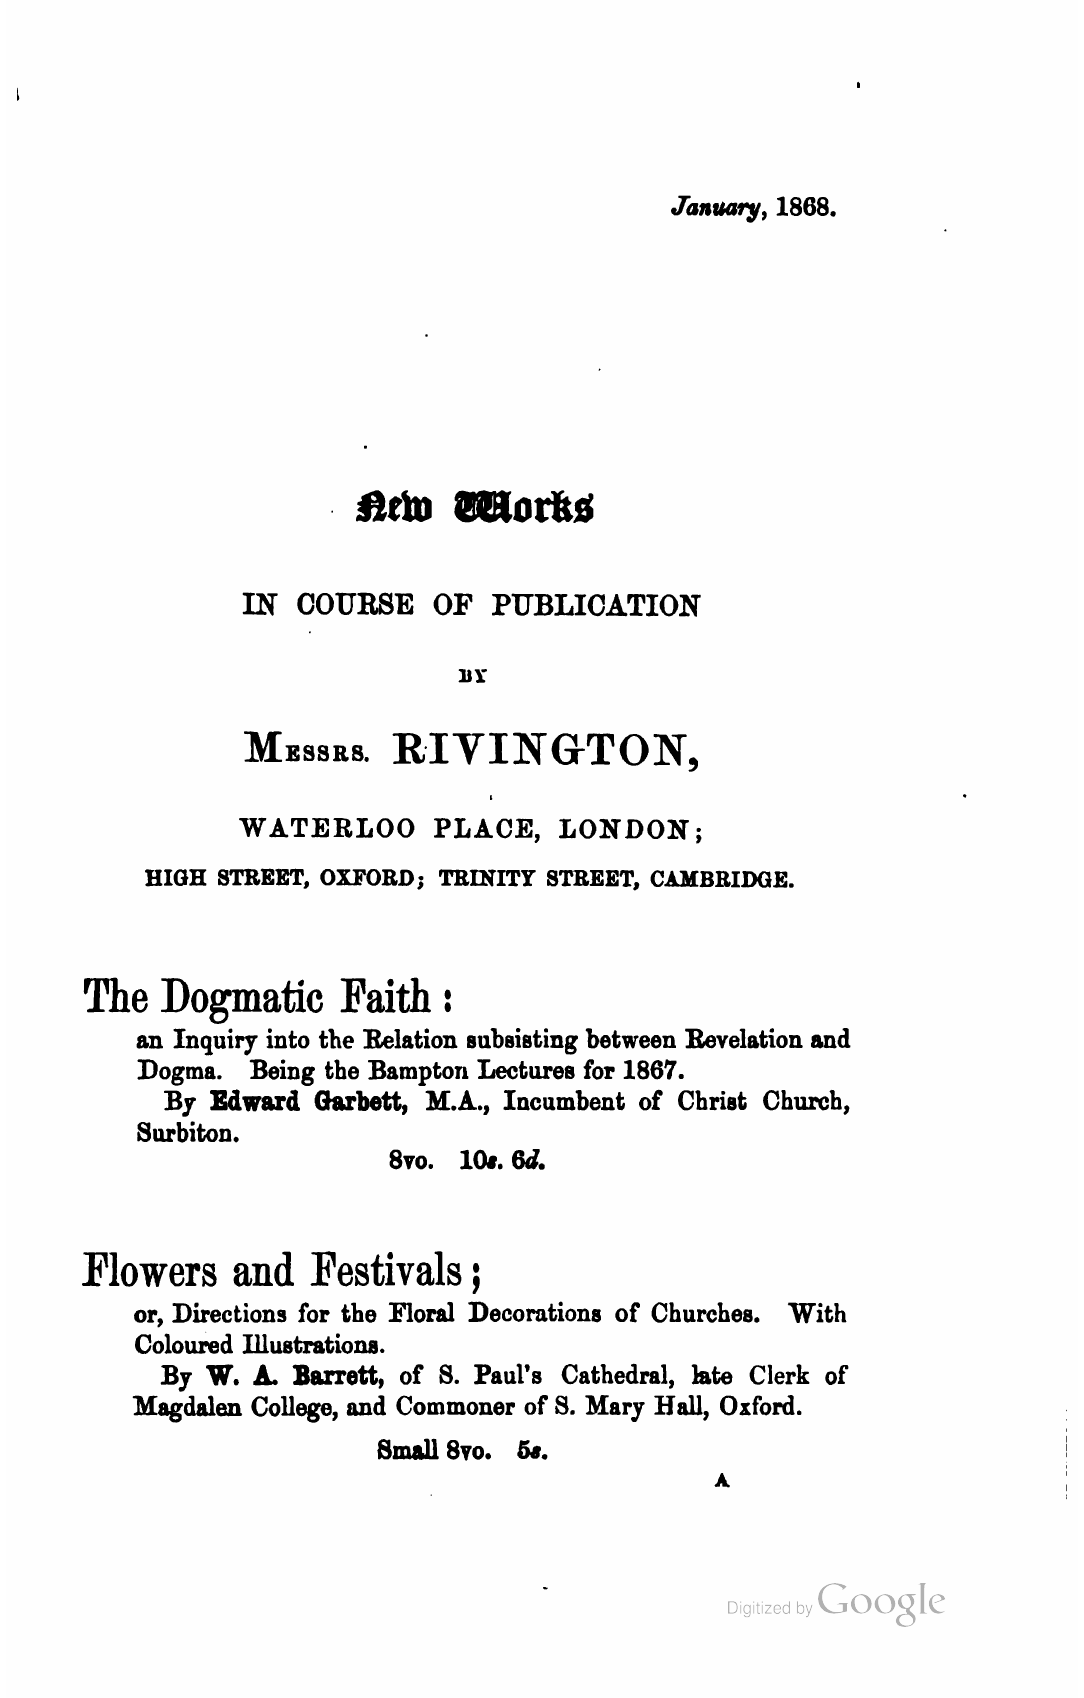 January, 1868.
New Works
IN COURSE OF PUBLICATION
BY
MESSRS. RIVINGTON,
WATERLOO PLACE, LONDON;
HIGH STREET, OXFORD; TRINITY STREET, CAMBRIDGE.
The Dogmatic Faith:
an Inquiry into the Relation subsisting between Revelation and
Dogma. Being the Bampton Lectures for 1867.
By Edward Garbett, M.A., Incumbent of Christ Church,
Surbiton.
8vo. 10s. 6d.
Flowers and Festivals;
or, Directions for the Floral Decorations of Churches. With
Coloured Illustrations.
By W. A. Barrett, of S. Paul's Cathedral, late Clerk of
Magdalen College, and Commoner of S. Mary Hall, Oxford.
Small 8vo. 5s.
A
Digitized by Google